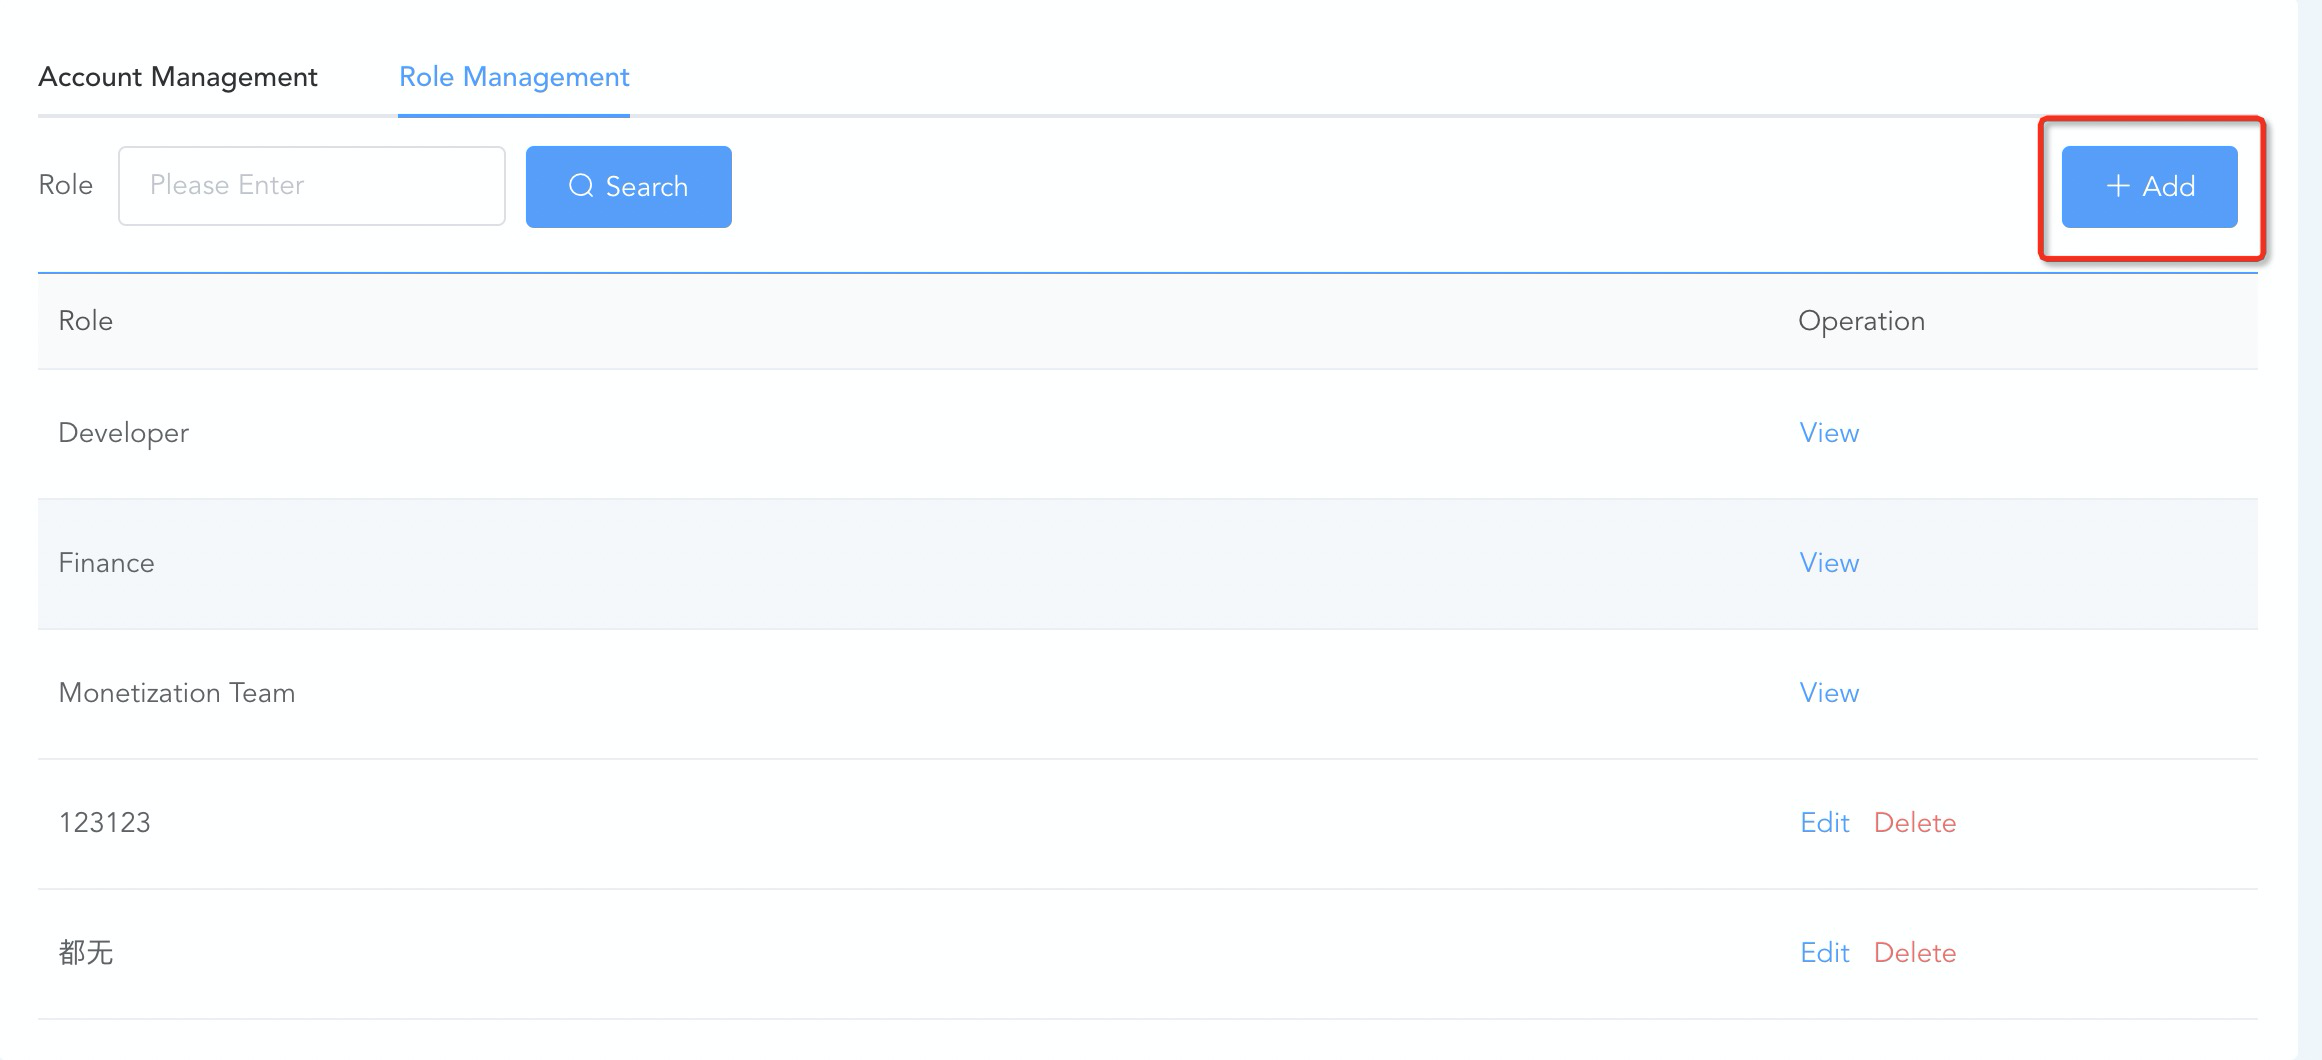 Account Management Role Management
Role Please Enter Search Add
Role Operation
Developer View
Finance View
Monetization Team View
123123 Edit Delete
都无 Edit Delete